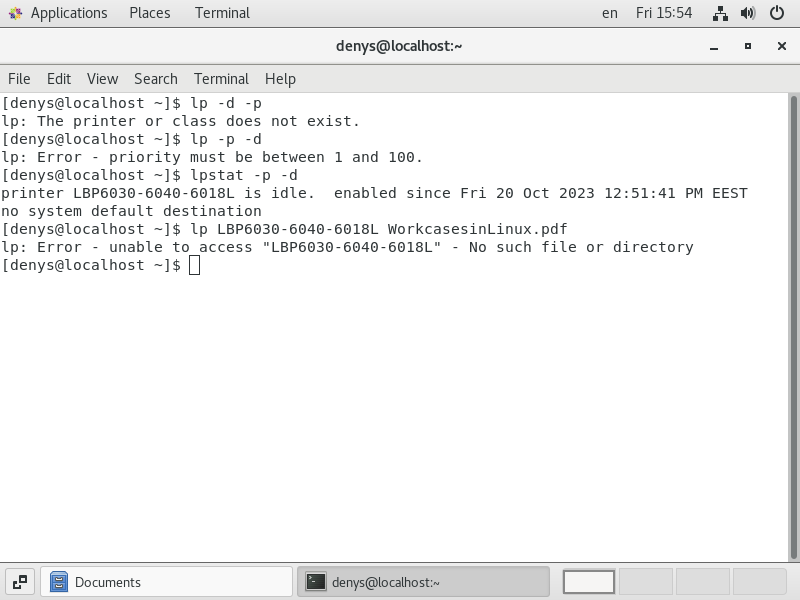 Applications Places Terminal en Fri 15:54
denys@localhost:~
File Edit View Search Terminal Help
[denys@localhost ~]$ lp -d -p
lp: The printer or class does not exist.
[denys@localhost ~]$ lp -p -d
lp: Error - priority must be between 1 and 100.
[denys@localhost ~]$ lpstat -p -d
printer LBP6030-6040-6018L is idle.  enabled since Fri 20 Oct 2023 12:51:41 PM EEST
no system default destination
[denys@localhost ~]$ lp LBP6030-6040-6018L WorkcasesinLinux.pdf
lp: Error - unable to access "LBP6030-6040-6018L" - No such file or directory
[denys@localhost ~]$
Documents denys@localhost:~